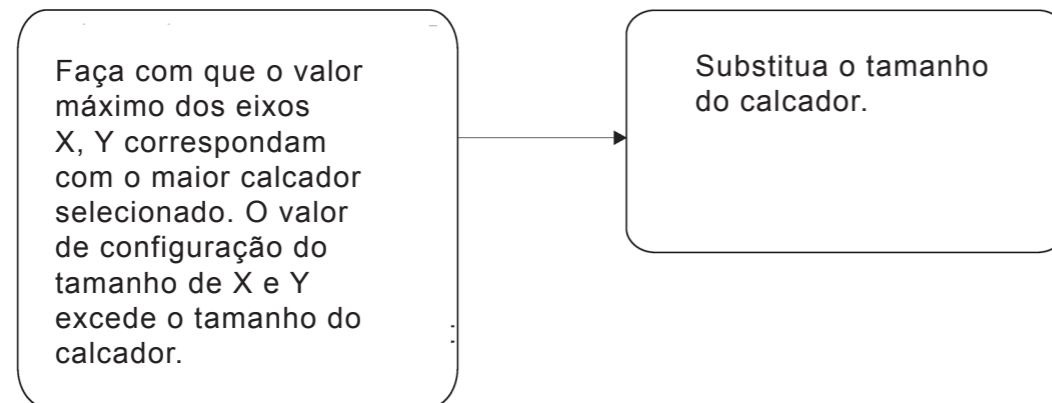 Faça com que o valor
máximo dos eixos
X, Y correspondam
com o maior calcador
selecionado. O valor
de configuração do
tamanho de X e Y
excede o tamanho do
calcador.
Substitua o tamanho
do calcador.